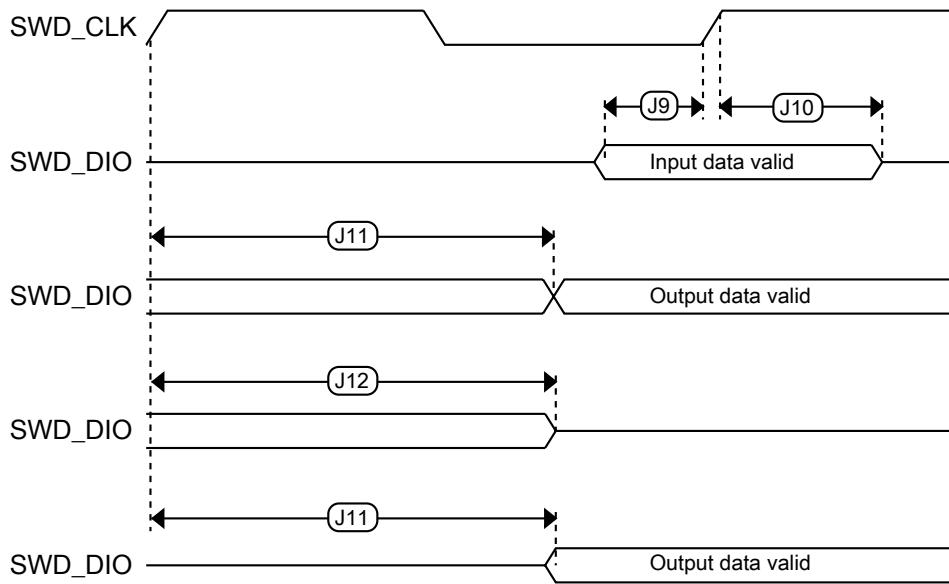 SWD_CLK
J9
J10
SWD_DIO
Input data valid
J11
SWD_DIO
Output data valid
J12
SWD_DIO
J11
SWD_DIO
Output data valid